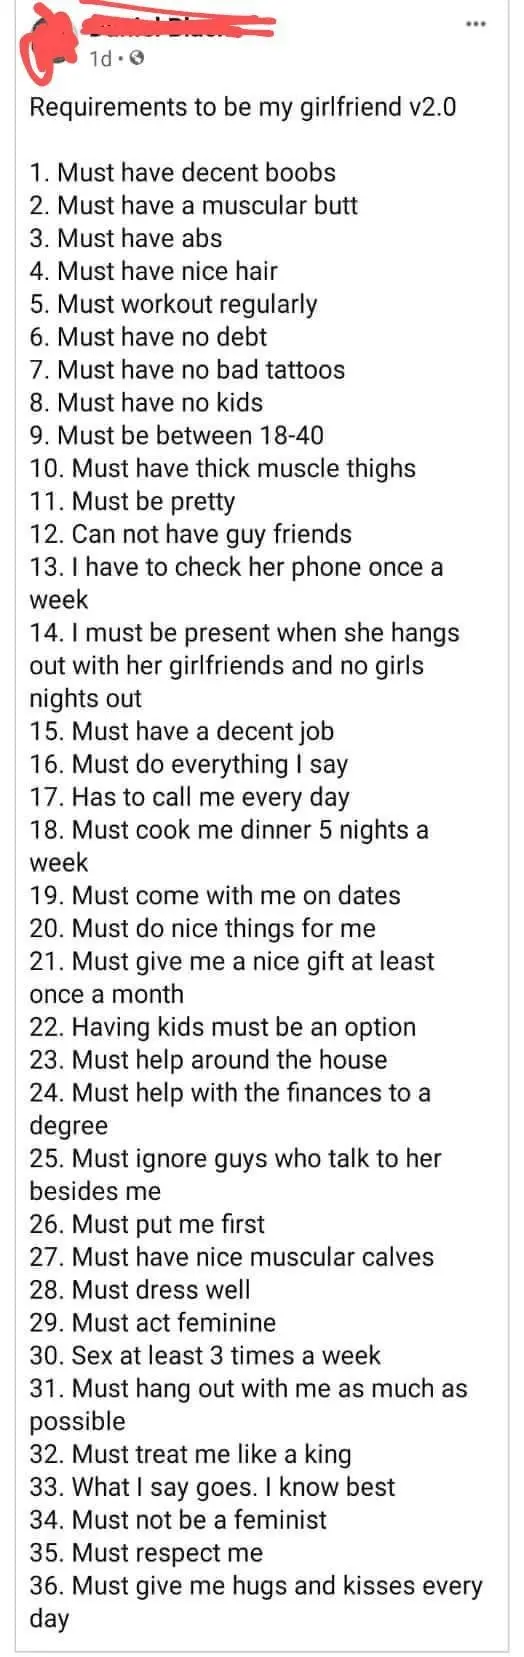 1d
Requirements to be my girlfriend v2.0
1. Must have decent boobs
2. Must have a muscular butt
3. Must have abs
4. Must have nice hair
5. Must workout regularly
6. Must have no debt
7. Must have no bad tattoos
8. Must have no kids
9. Must be between 18-40
10. Must have thick muscle thighs
11. Must be pretty
12. Can not have guy friends
13. I have to check her phone once a
week
14. I must be present when she hangs
out with her girlfriends and no girls
nights out
15. Must have a decent job
16. Must do everything I say
17. Has to call me every day
18. Must cook me dinner 5 nights a
week
19. Must come with me on dates
20. Must do nice things for me
21. Must give me a nice gift at least
once a month
22. Having kids must be an option
23. Must help around the house
24. Must help with the finances to a
degree
25. Must ignore guys who talk to her
besides me
26. Must put me first
27. Must have nice muscular calves
28. Must dress well
29. Must act feminine
30. Sex at least 3 times a week
31. Must hang out with me as much as
possible
32. Must treat me like a king
33. What I say goes. I know best
34. Must not be a feminist
35. Must respect me
36. Must give me hugs and kisses every
day